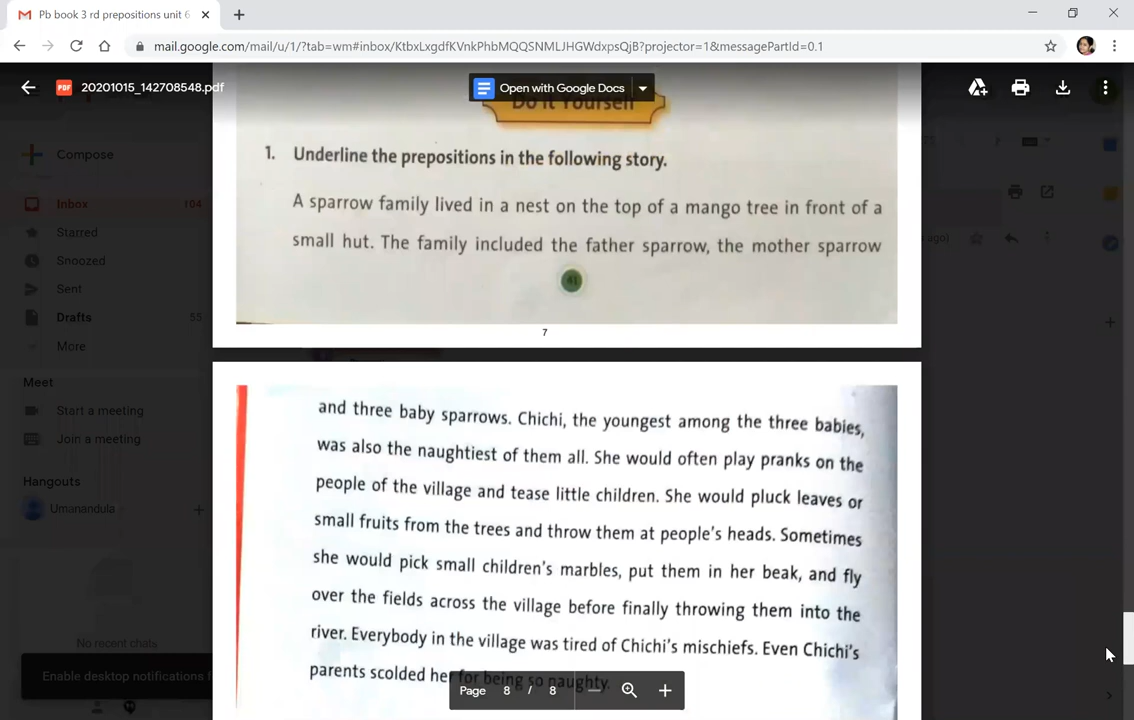 Pb book 3 rd prepositions unit 6
mail.google.com/mail/u/1/?tab=wm#inbox/KtbxLxgdfKVnkPhbMQQSNMLJHGWdxpsQjB?projector=1&messagePartId=0.1
PDF 20201015_142708548.pdf
Open with Google Docs
Do It Yourself
Compose
Inbox 104
Starred
Snoozed
Sent
Drafts 55
More
Meet
Start a meeting
Join a meeting
Hangouts
Umanandula
No recent chats
Enable desktop notifications f
1. Underline the prepositions in the following story.
A sparrow family lived in a nest on the top of a mango tree in front of a
small hut. The family included the father sparrow, the mother sparrow
7
and three baby sparrows. Chichi, the youngest among the three babies,
was also the naughtiest of them all. She would often play pranks on the
people of the village and tease little children. She would pluck leaves or
small fruits from the trees and throw them at people's heads. Sometimes
she would pick small children's marbles, put them in her beak, and fly
over the fields across the village before finally throwing them into the
river. Everybody in the village was tired of Chichi's mischiefs. Even Chichi's
parents scolded her for being so naughty.
Page 8 / 8